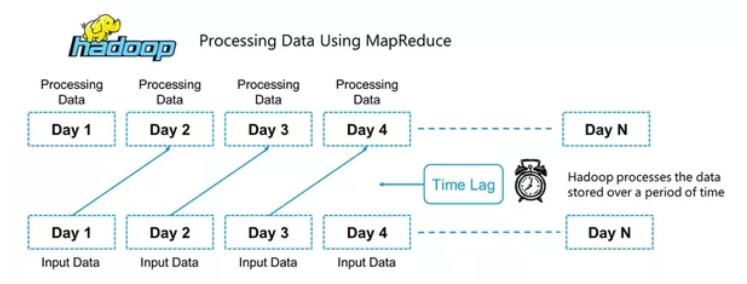 hadoop
Processing Data Using MapReduce
Processing
Data
Processing
Data
Processing
Data
Processing
Data
Day 1
Day 2
Day 3
Day 4
Day N
Time Lag
Hadoop processes the data
stored over a period of time
Day 1
Day 2
Day 3
Day 4
Day N
Input Data
Input Data
Input Data
Input Data